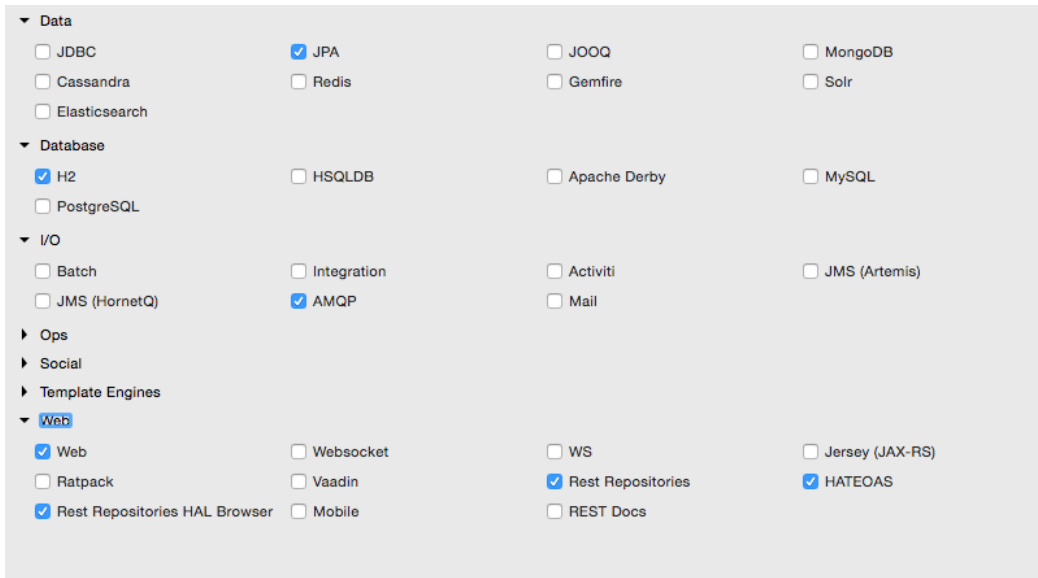 Data
JDBC JPA JOOQ MongoDB
Cassandra Redis Gemfire Solr
Elasticsearch
Database
H2 HSQLDB Apache Derby MySQL
PostgreSQL
I/O
Batch Integration Activiti JMS (Artemis)
JMS (HornetQ) AMQP Mail
Ops
Social
Template Engines
Web
Web Websocket WS Jersey (JAX-RS)
Ratpack Vaadin Rest Repositories HATEOAS
Rest Repositories HAL Browser Mobile REST Docs